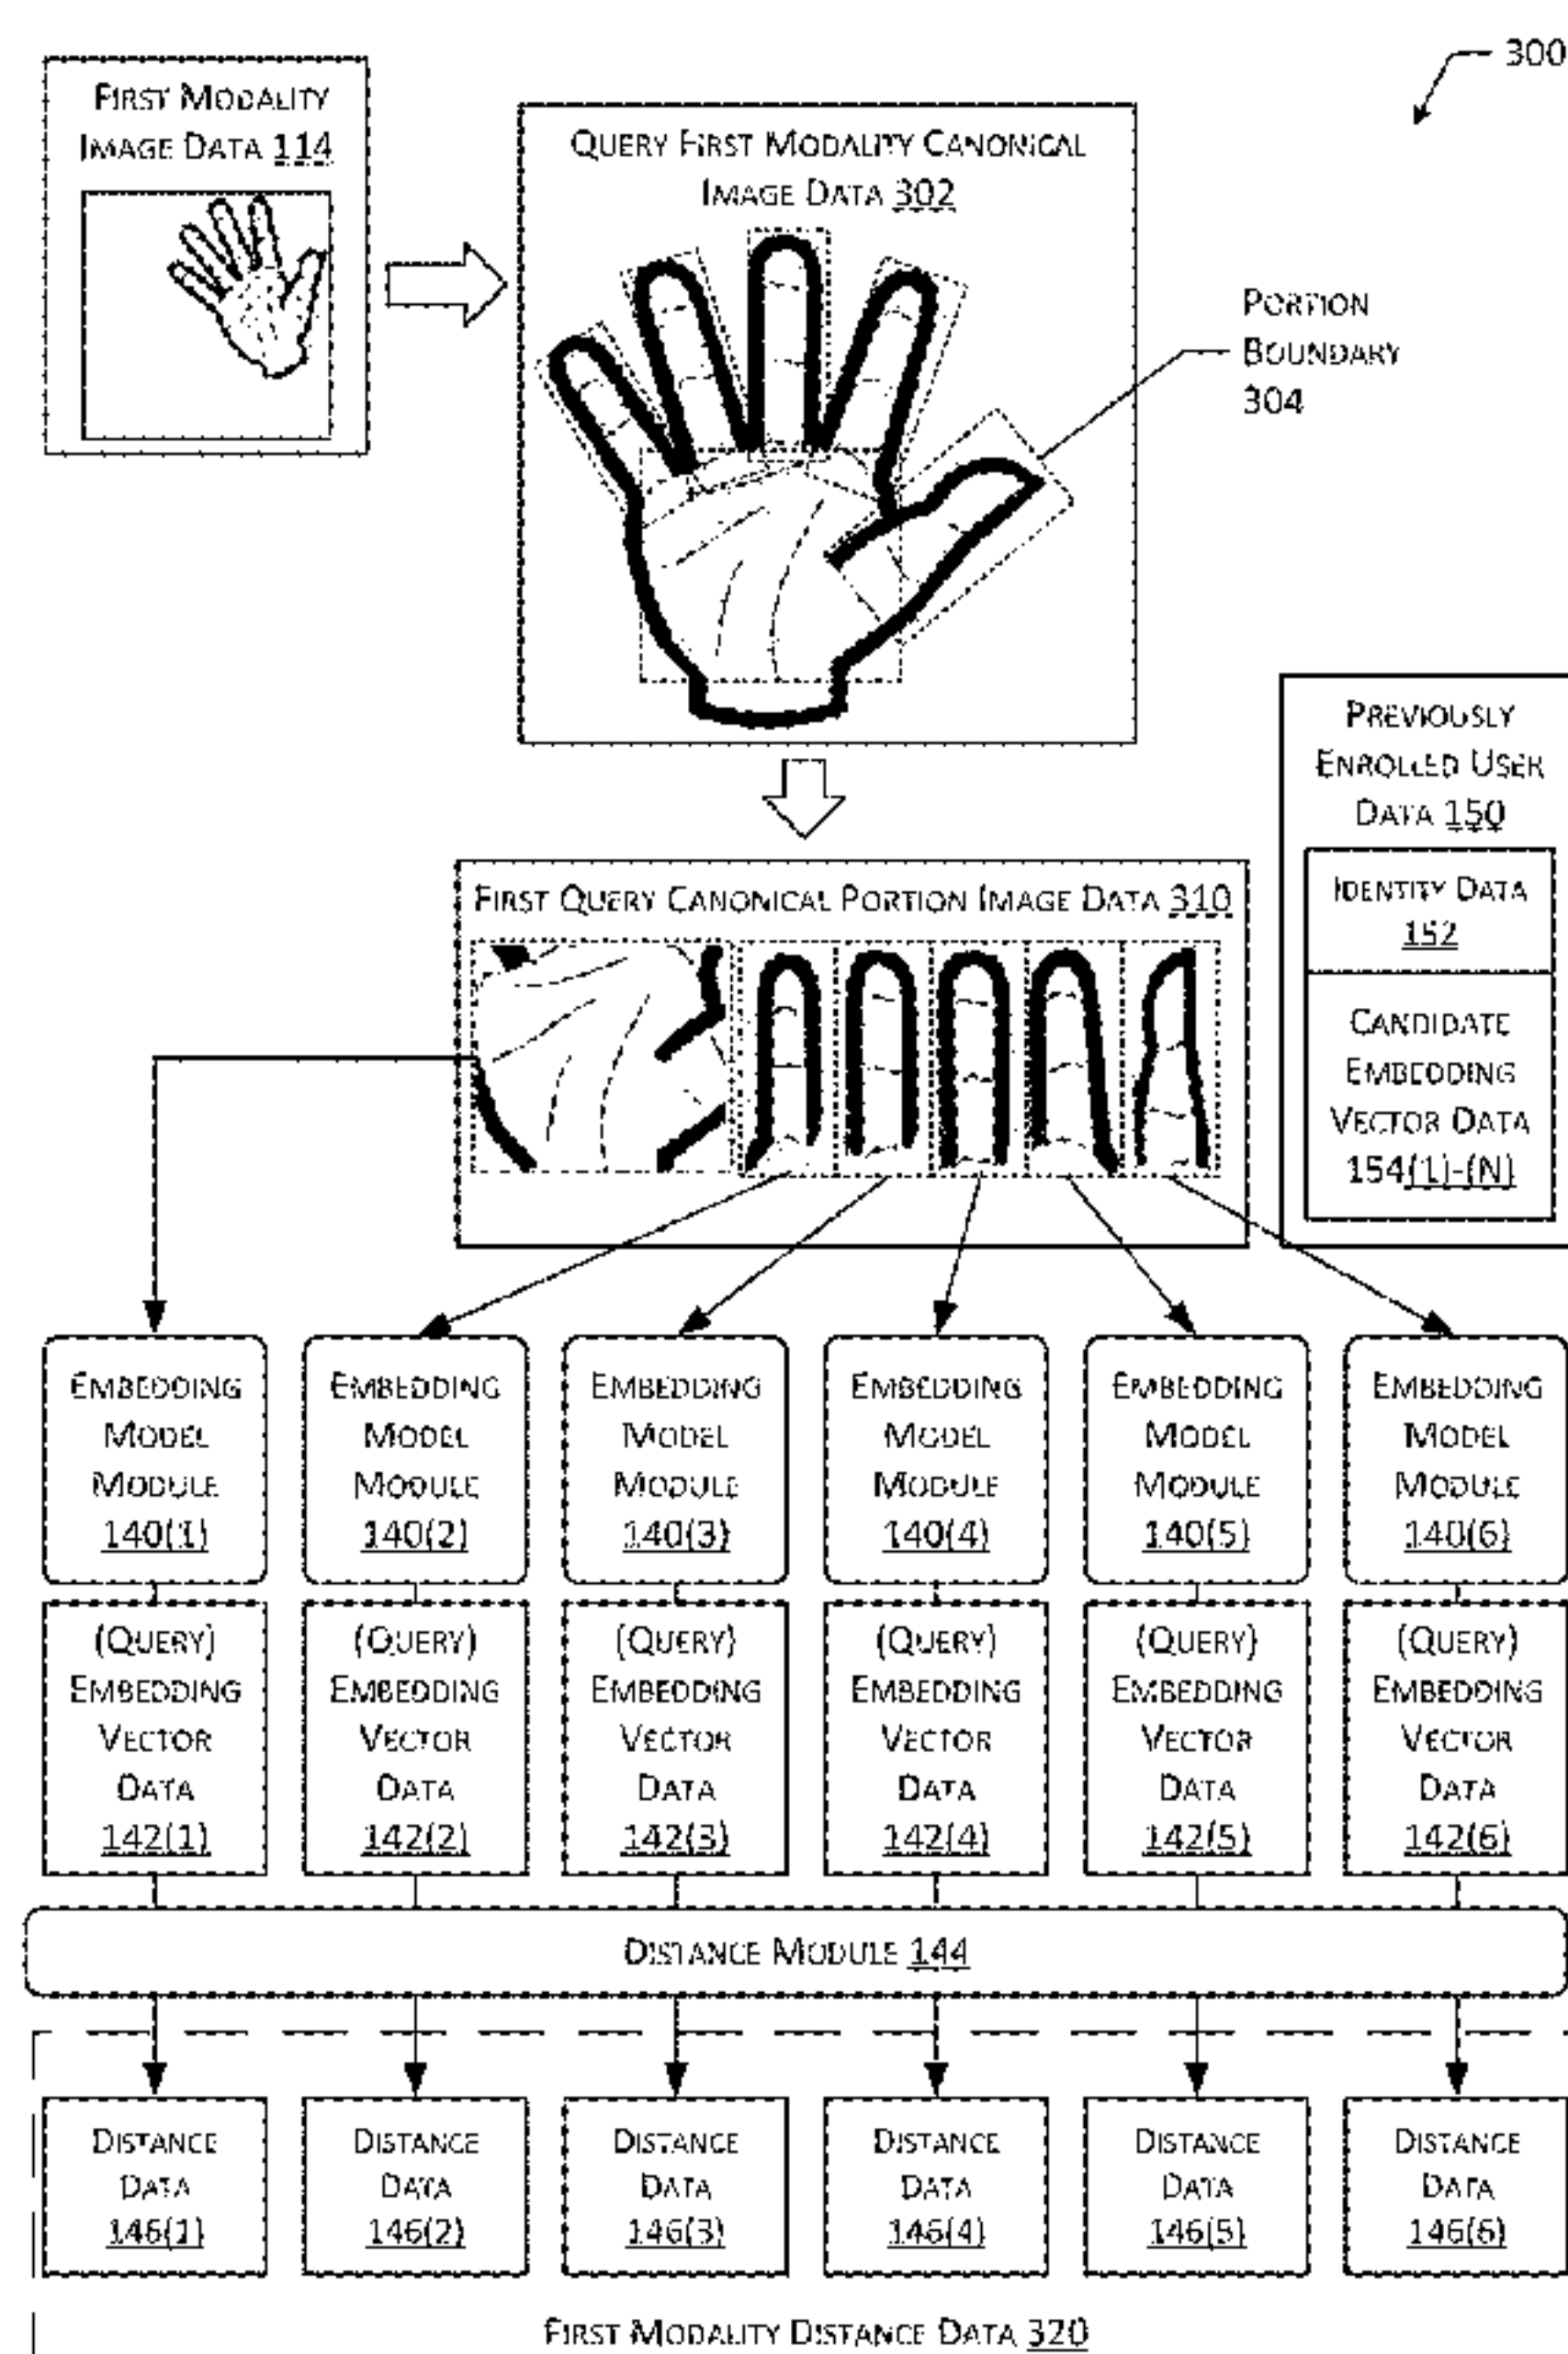 300
FIRST MODALITY
IMAGE DATA 114
QUERY FIRST MODALITY CANONICAL
IMAGE DATA 302
PORTION
BOUNDARY
304
PREVIOUSLY
ENROLLED USER
DATA 150
IDENTITY DATA
152
CANDIDATE
EMBEDDING
VECTOR DATA
154(1)-(N)
FIRST QUERY CANONICAL PORTION IMAGE DATA 310
EMBEDDING
MODEL
MODULE
140(1)
EMBEDDING
MODEL
MODULE
140(2)
EMBEDDING
MODEL
MODULE
140(3)
EMBEDDING
MODEL
MODULE
140(4)
EMBEDDING
MODEL
MODULE
140(5)
EMBEDDING
MODEL
MODULE
140(6)
(QUERY)
EMBEDDING
VECTOR
DATA
142(1)
(QUERY)
EMBEDDING
VECTOR
DATA
142(2)
(QUERY)
EMBEDDING
VECTOR
DATA
142(3)
(QUERY)
EMBEDDING
VECTOR
DATA
142(4)
(QUERY)
EMBEDDING
VECTOR
DATA
142(5)
(QUERY)
EMBEDDING
VECTOR
DATA
142(6)
DISTANCE MODULE 144
DISTANCE
DATA
146(1)
DISTANCE
DATA
146(2)
DISTANCE
DATA
146(3)
DISTANCE
DATA
146(4)
DISTANCE
DATA
146(5)
DISTANCE
DATA
146(6)
FIRST MODALITY DISTANCE DATA 320